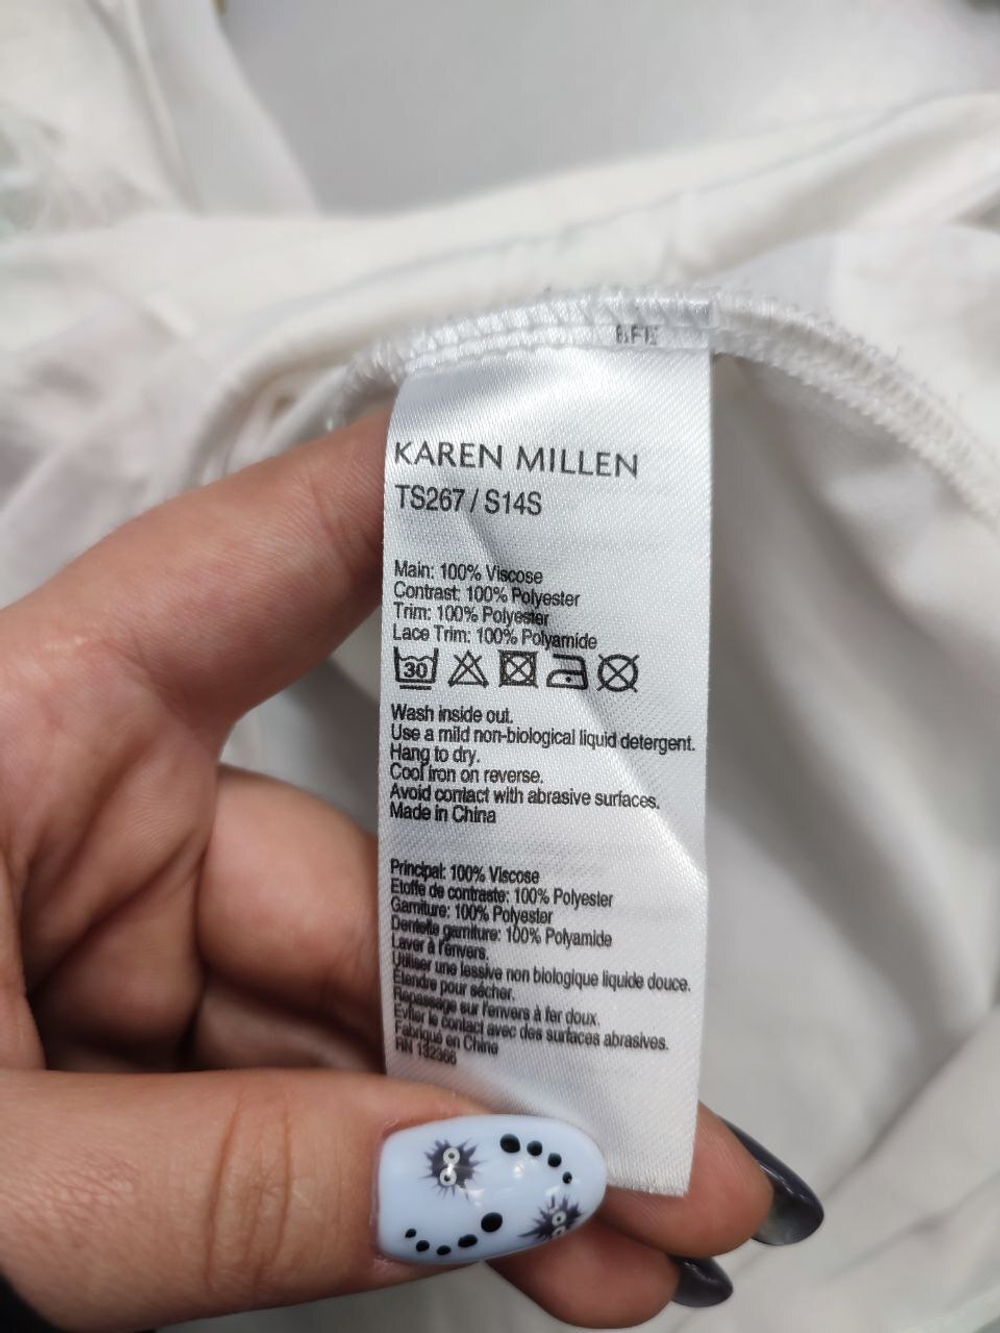 KAREN MILLEN
TS267 / S14S
Main: 100% Viscose
Contrast: 100% Polyester
Trim: 100% Polyester
Lace Trim: 100% Polyamide
30
Wash inside out.
Use a mild non-biological liquid detergent.
Hang to dry.
Cool iron on reverse.
Avoid contact with abrasive surfaces.
Made in China
Principal: 100% Viscose
Etoffe de contraste: 100% Polyester
Garniture: 100% Polyester
Dentelle garniture: 100% Polyamide
Laver à l'envers.
Utiliser une lessive non biologique liquide douce.
Étendre pour sécher.
Repassage sur l'envers à fer doux.
Eviter le contact avec des surfaces abrasives.
Fabriqué en Chine
RN 132366